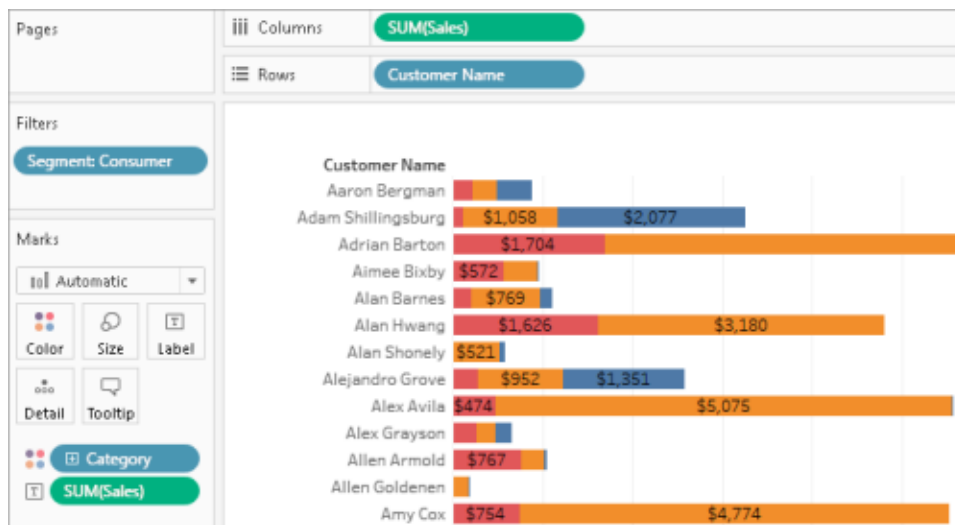 Pages
Columns
SUM(Sales)
Rows
Customer Name
Filters
Segment: Consumer
Marks
Automatic
Color
Size
Label
Detail
Tooltip
Category
SUM(Sales)
Customer Name
Aaron Bergman
Adam Shillingsburg $1,058 $2,077
Adrian Barton $1,704
Aimee Bixby $572
Alan Barnes $769
Alan Hwang $1,626 $3,180
Alan Shonely $521
Alejandro Grove $952 $1,351
Alex Avila $474 $5,075
Alex Grayson
Allen Armold $767
Allen Goldenen
Amy Cox $754 $4,774